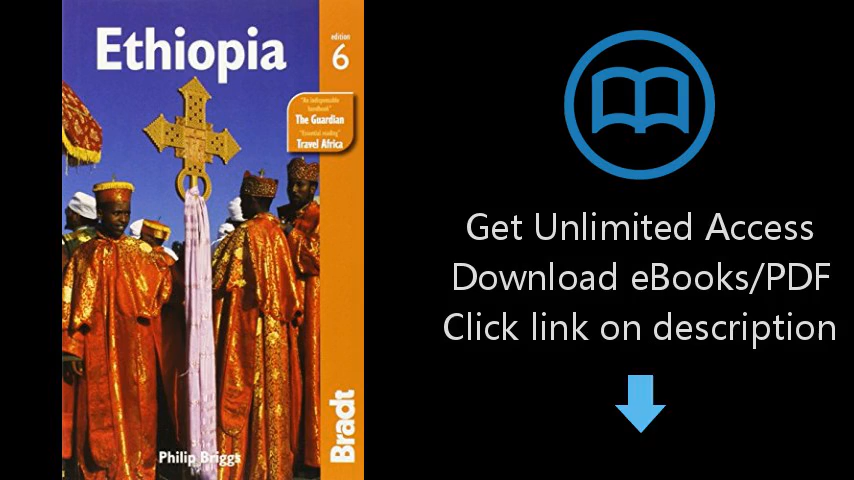 Ethiopia
edition
6
"An indispensable
handbook"
The Guardian
"Essential reading"
Travel Africa
Philip Briggs
Bradt
Get Unlimited Access
Download eBooks/PDF
Click link on description